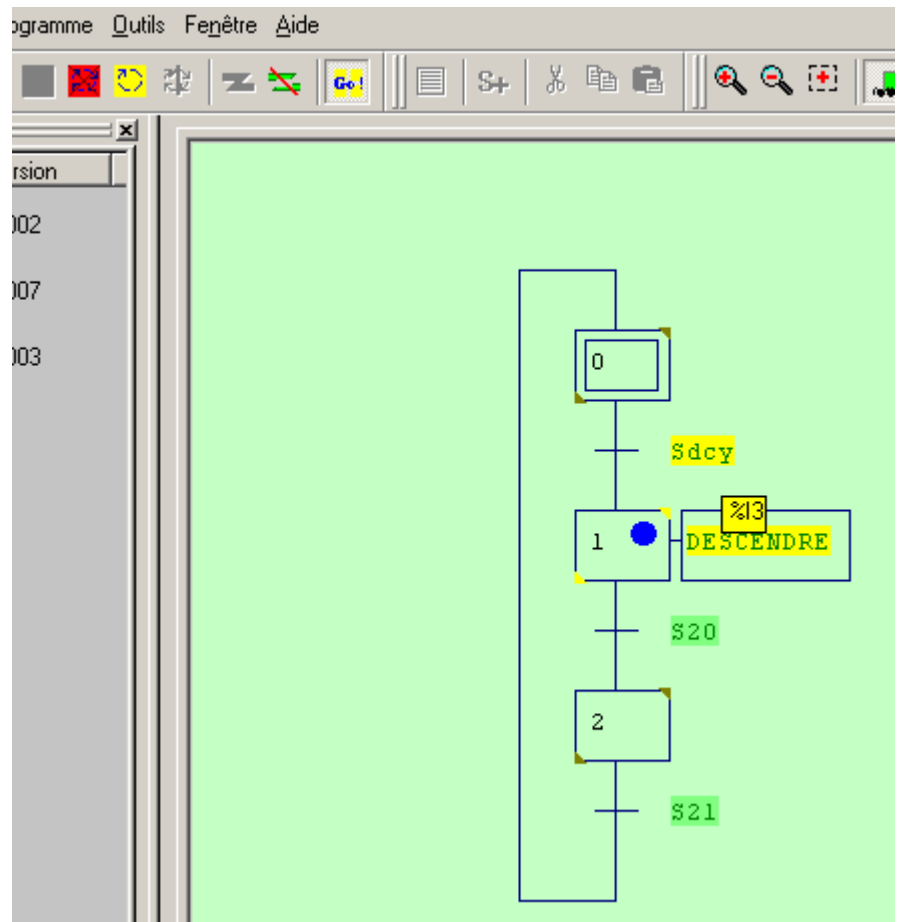 ogramme Outils Fenêtre Aide
Go!
S+
rsion
002
007
003
0
Sdcy
%I3
1
DESCENDRE
S20
2
S21